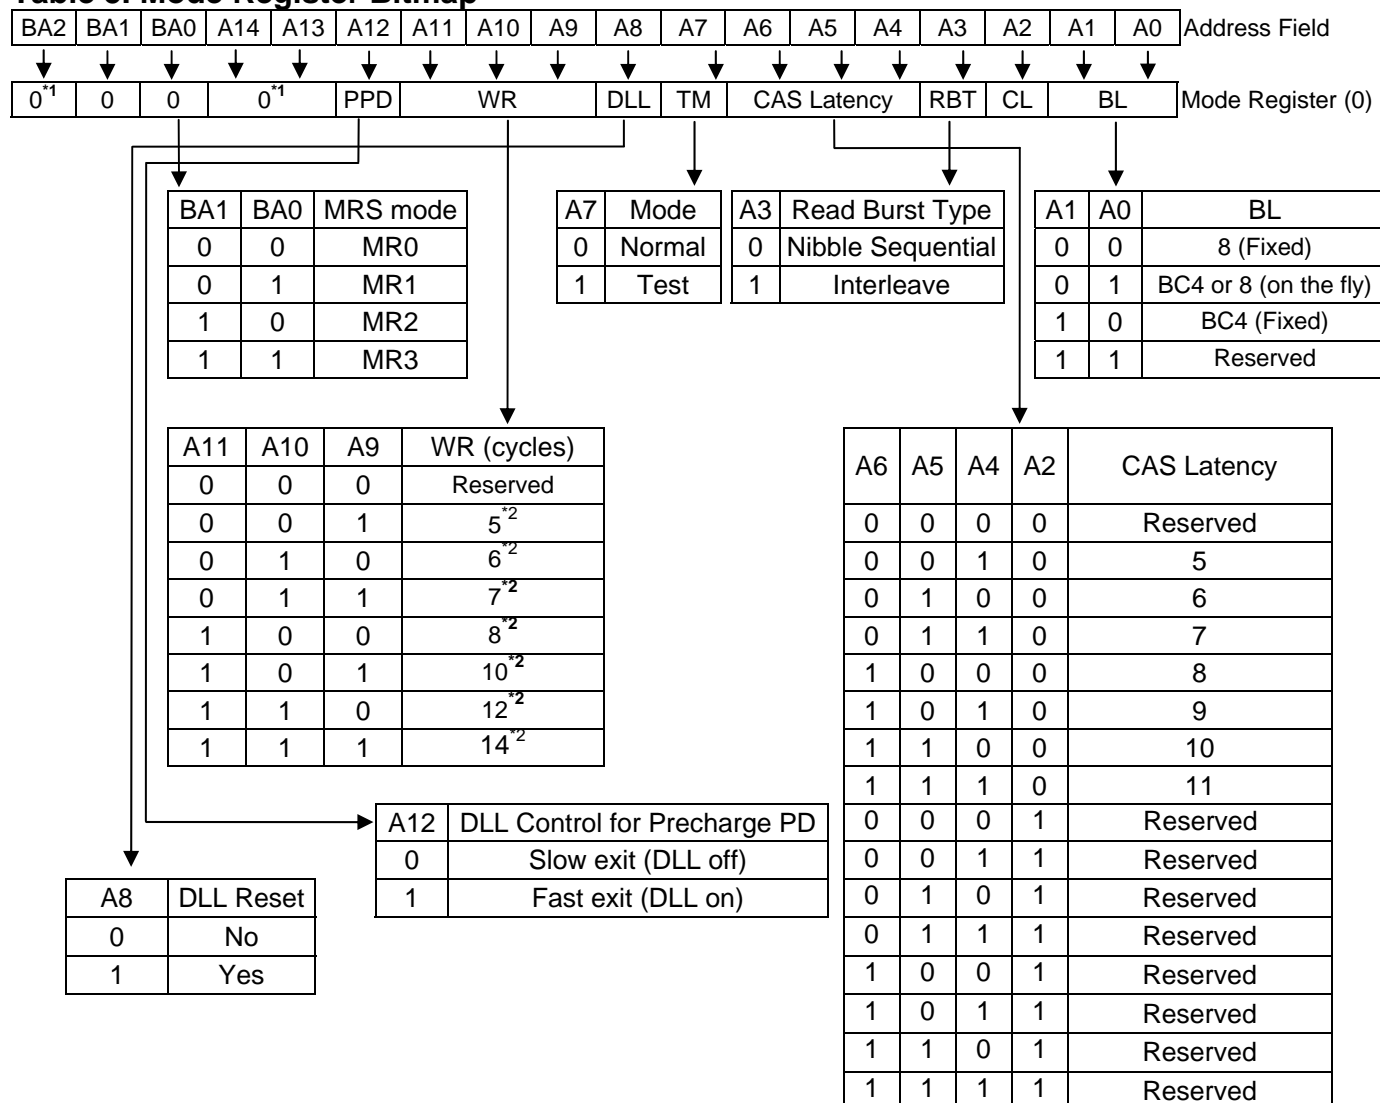 BA2 BA1 BA0 A14 A13 A12 A11 A10 A9 A8 A7 A6 A5 A4 A3 A2 A1 A0 Address Field
0*1 0 0 0*1 PPD WR DLL TM CAS Latency RBT CL BL Mode Register (0)
BA1 BA0 MRS mode
0 0 MR0
0 1 MR1
1 0 MR2
1 1 MR3
A7 Mode
0 Normal
1 Test
A3 Read Burst Type
0 Nibble Sequential
1 Interleave
A1 A0 BL
0 0 8 (Fixed)
0 1 BC4 or 8 (on the fly)
1 0 BC4 (Fixed)
1 1 Reserved
A11 A10 A9 WR (cycles)
0 0 0 Reserved
0 0 1 5*2
0 1 0 6*2
0 1 1 7*2
1 0 0 8*2
1 0 1 10*2
1 1 0 12*2
1 1 1 14*2
A6 A5 A4 A2 CAS Latency
0 0 0 0 Reserved
0 0 1 0 5
0 1 0 0 6
0 1 1 0 7
1 0 0 0 8
1 0 1 0 9
1 1 0 0 10
1 1 1 0 11
0 0 0 1 Reserved
0 0 1 1 Reserved
0 1 0 1 Reserved
0 1 1 1 Reserved
1 0 0 1 Reserved
1 0 1 1 Reserved
1 1 0 1 Reserved
1 1 1 1 Reserved
A12 DLL Control for Precharge PD
0 Slow exit (DLL off)
1 Fast exit (DLL on)
A8 DLL Reset
0 No
1 Yes